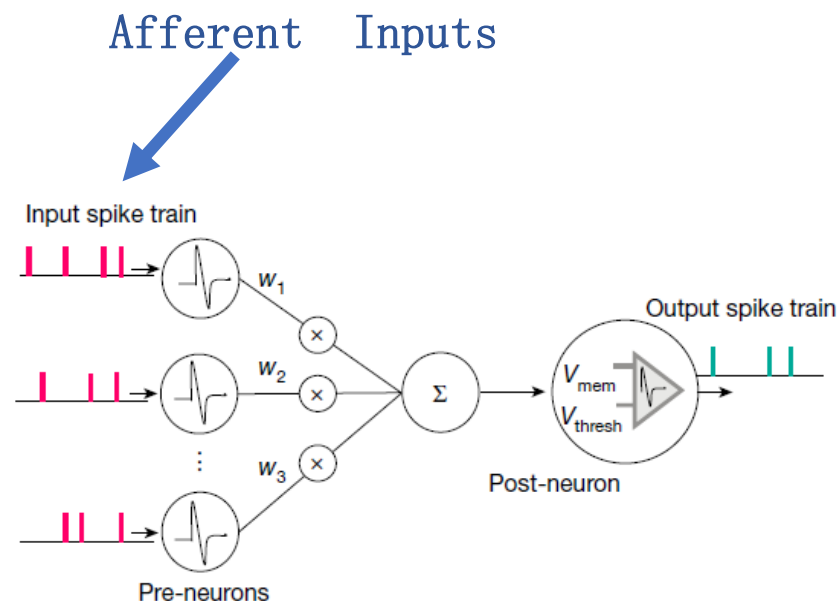 Afferent Inputs
Input spike train
w1
Output spike train
w2
Σ
Vmem
Vthresh
⋮
w3
Post-neuron
Pre-neurons
×
×
×